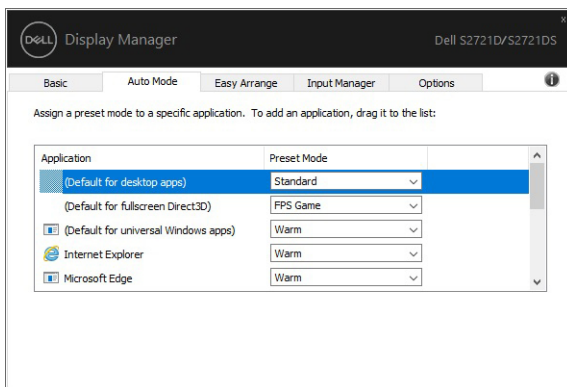 DELL Display Manager
Dell S2721D/S2721DS
x
Basic Auto Mode Easy Arrange Input Manager Options
Assign a preset mode to a specific application. To add an application, drag it to the list:
Application Preset Mode
(Default for desktop apps) Standard
(Default for fullscreen Direct3D) FPS Game
(Default for universal Windows apps) Warm
Internet Explorer Warm
Microsoft Edge Warm